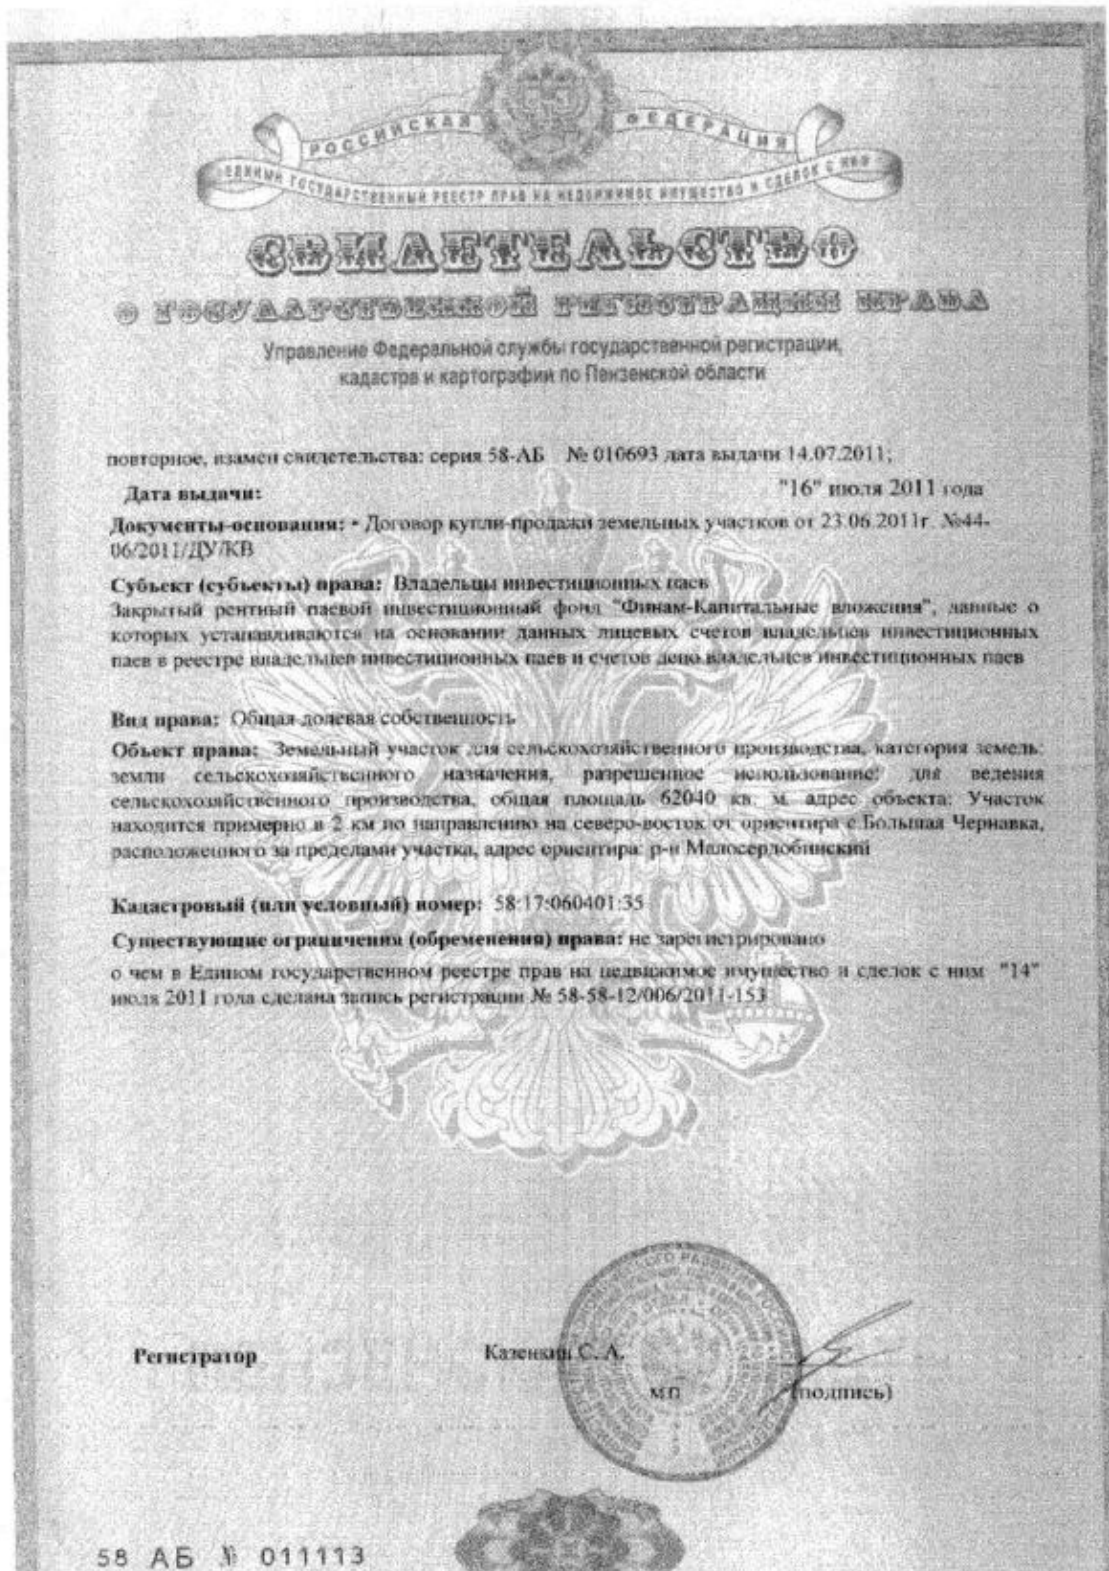 РОССИЙСКАЯ ФЕДЕРАЦИЯ
ЕДИНЫЙ ГОСУДАРСТВЕННЫЙ РЕЕСТР ПРАВ НА НЕДВИЖИМОЕ ИМУЩЕСТВО И СДЕЛОК С НИМ
СВИДЕТЕЛЬСТВО
О ГОСУДАРСТВЕННОЙ РЕГИСТРАЦИИ ПРАВА
Управление Федеральной службы государственной регистрации,
кадастра и картографии по Пензенской области
повторное, взамен свидетельства: серия 58-АБ № 010693 дата выдачи 14.07.2011;
Дата выдачи: "16" июля 2011 года
Документы-основания: • Договор купли-продажи земельных участков от 23.06.2011г. №44-
06/2011/ДУ/КВ
Субъект (субъекты) права: Владельцы инвестиционных паев
Закрытый рентный паевой инвестиционный фонд "Финам-Капитальные вложения", данные о
которых устанавливаются на основании данных лицевых счетов владельцев инвестиционных
паев в реестре владельцев инвестиционных паев и счетов депо владельцев инвестиционных паев
Вид права: Общая долевая собственность
Объект права: Земельный участок для сельскохозяйственного производства, категория земель:
земли сельскохозяйственного назначения, разрешенное использование: для ведения
сельскохозяйственного производства, общая площадь 62040 кв. м, адрес объекта: Участок
находится примерно в 2 км по направлению на северо-восток от ориентира с.Большая Чернавка,
расположенного за пределами участка, адрес ориентира: р-н Малосердобинский
Кадастровый (или условный) номер: 58:17:060401:35
Существующие ограничения (обременения) права: не зарегистрировано
о чем в Едином государственном реестре прав на недвижимое имущество и сделок с ним "14"
июля 2011 года сделана запись регистрации № 58-58-12/006/2011-153
Регистратор Казенкин С. А.
М.П. (подпись)
58 АБ № 011113